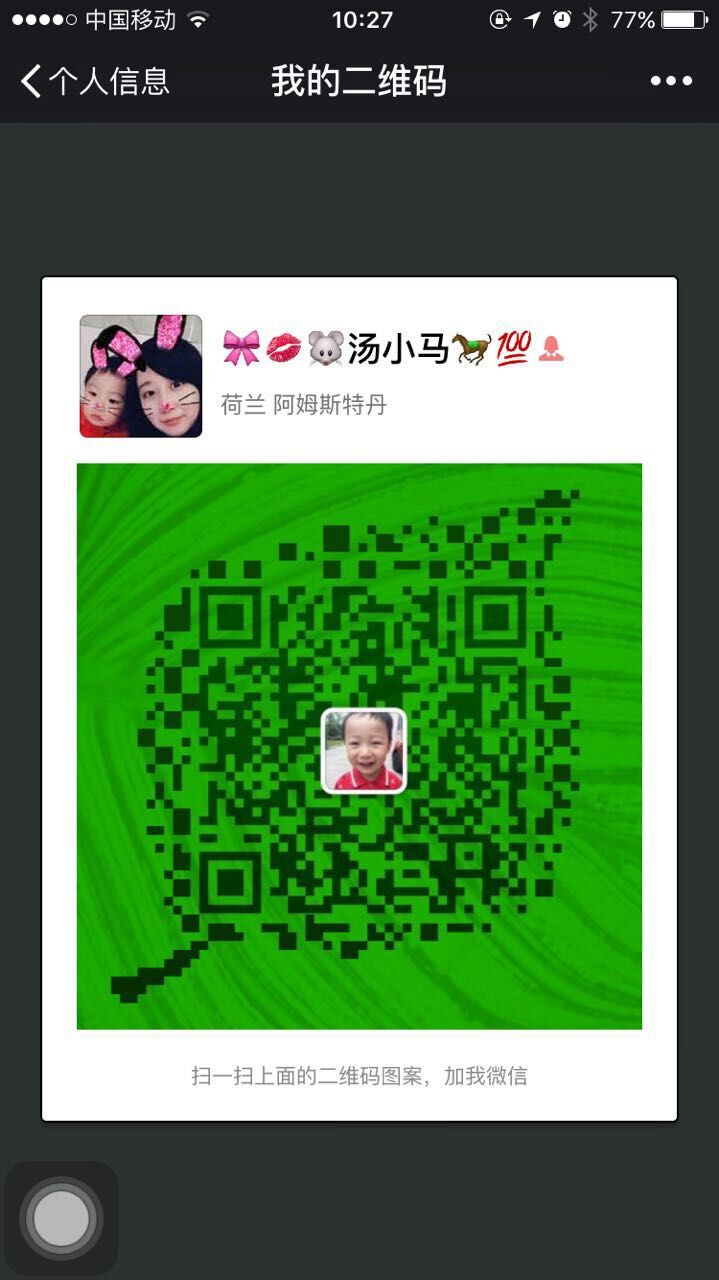 中国移动 10:27 77%
个人信息 我的二维码
🎀💋🐭汤小马🐎💯
荷兰 阿姆斯特丹
扫一扫上面的二维码图案，加我微信